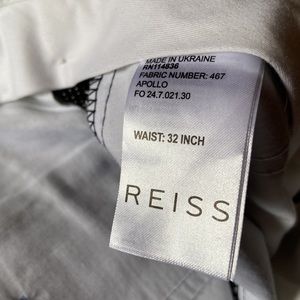 MADE IN UKRAINE
RN114836
FABRIC NUMBER: 467
APOLLO
FO 24.7.021.30
WAIST: 32 INCH
REISS